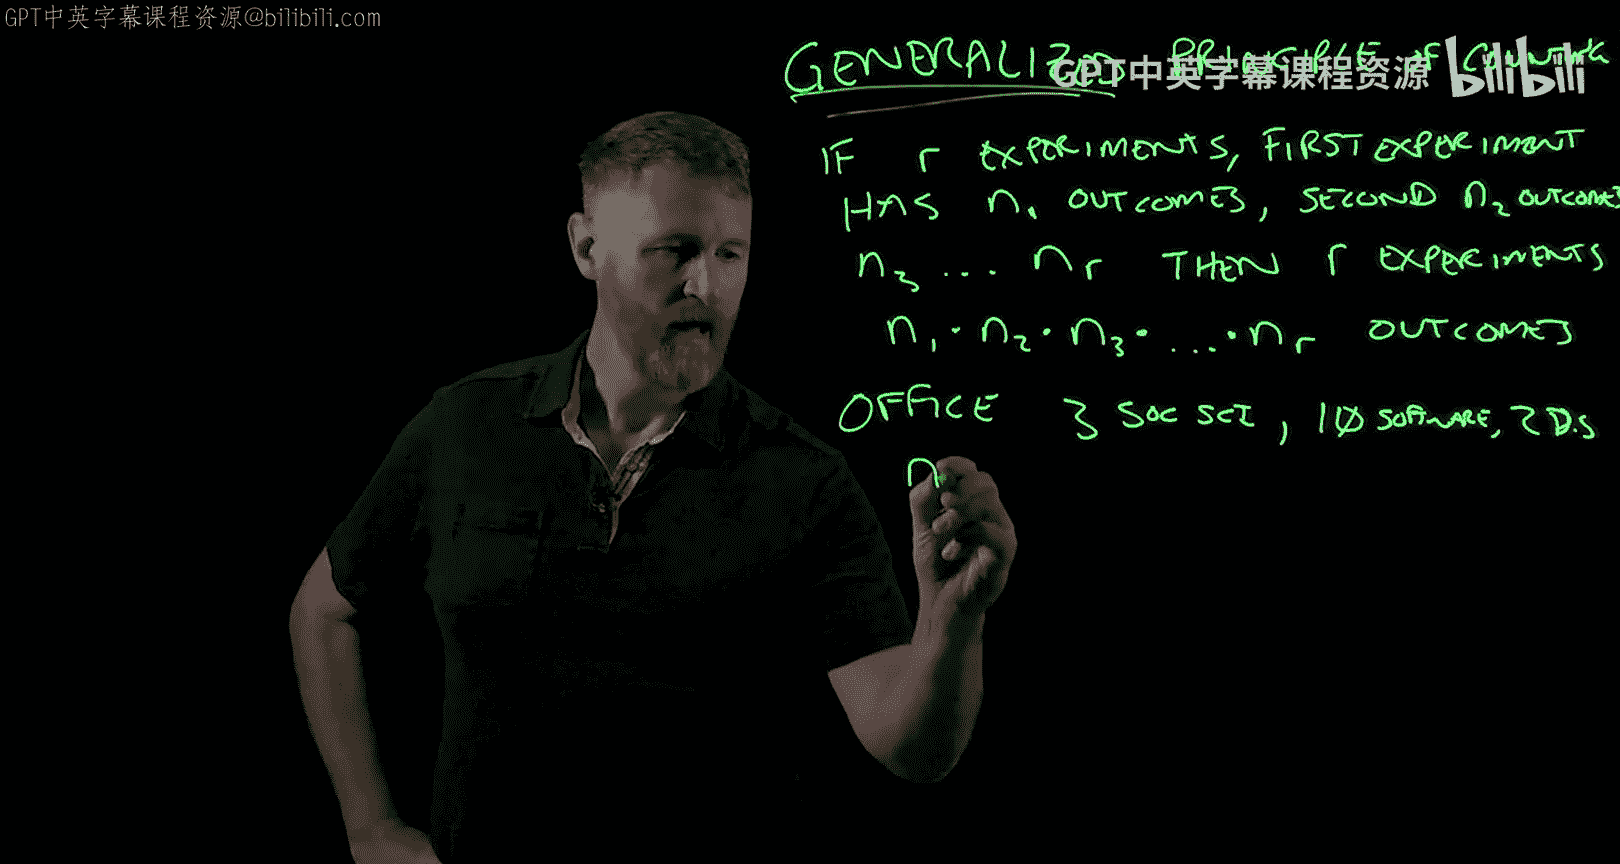 GPT中英字幕课程资源@bilibili.com
GENERALIZED PRINCIPLE OF
GPT中英字幕课程资源 bilibili
IF r EXPERIMENTS, FIRST EXPERIMENT
HAS n₁ OUTCOMES, SECOND n₂ OUTCOMES
n₃ ... nᵣ THEN r EXPERIMENTS
n₁ · n₂ · n₃ · ... · nᵣ OUTCOMES
OFFICE 3 SOC SCI, 10 SOFTWARE, 2 D.S
n